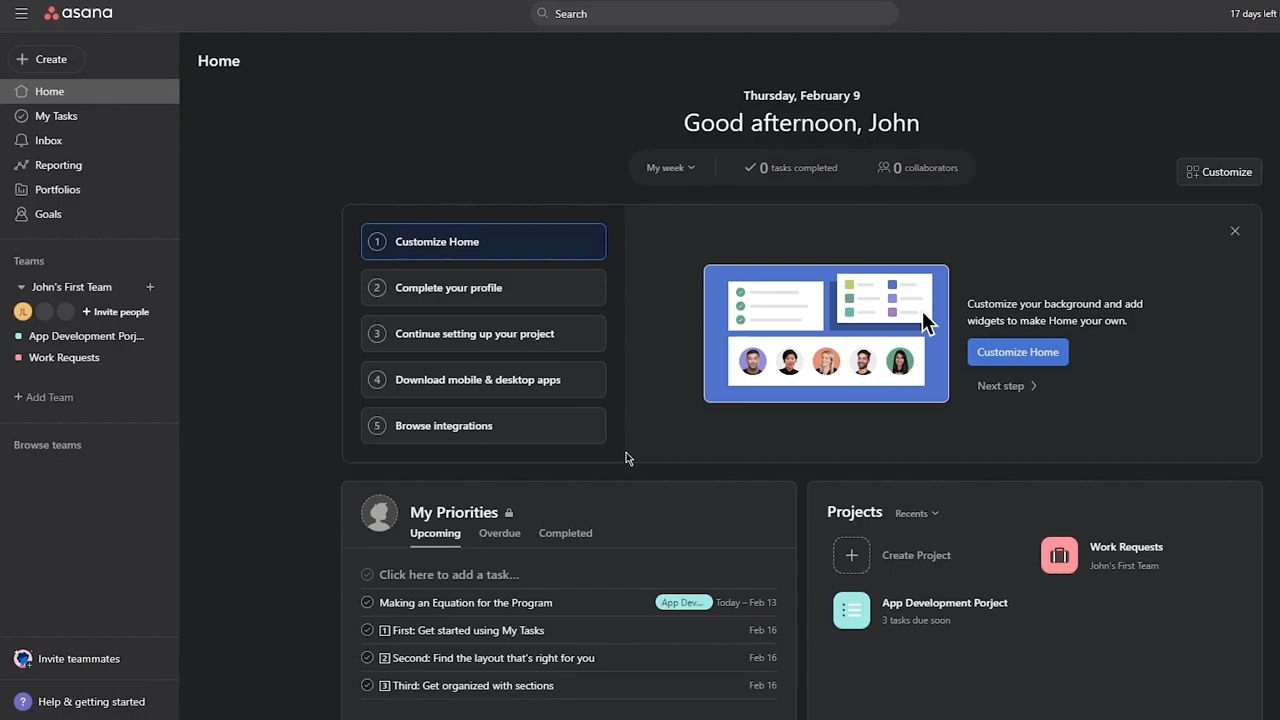 asana
Search
17 days left
Create
Home
My Tasks
Inbox
Reporting
Portfolios
Goals
Teams
John's First Team
JL
Invite people
App Development Porj...
Work Requests
+ Add Team
Browse teams
Invite teammates
? Help & getting started
Home
Thursday, February 9
Good afternoon, John
My week
0 tasks completed
0 collaborators
Customize
1 Customize Home
2 Complete your profile
3 Continue setting up your project
4 Download mobile & desktop apps
5 Browse integrations
Customize your background and add
widgets to make Home your own.
Customize Home
Next step
My Priorities
Upcoming Overdue Completed
Click here to add a task...
Making an Equation for the Program App Dev... Today – Feb 13
1 First: Get started using My Tasks Feb 16
2 Second: Find the layout that's right for you Feb 16
3 Third: Get organized with sections Feb 16
Projects Recents
Create Project
Work Requests
John's First Team
App Development Porject
3 tasks due soon